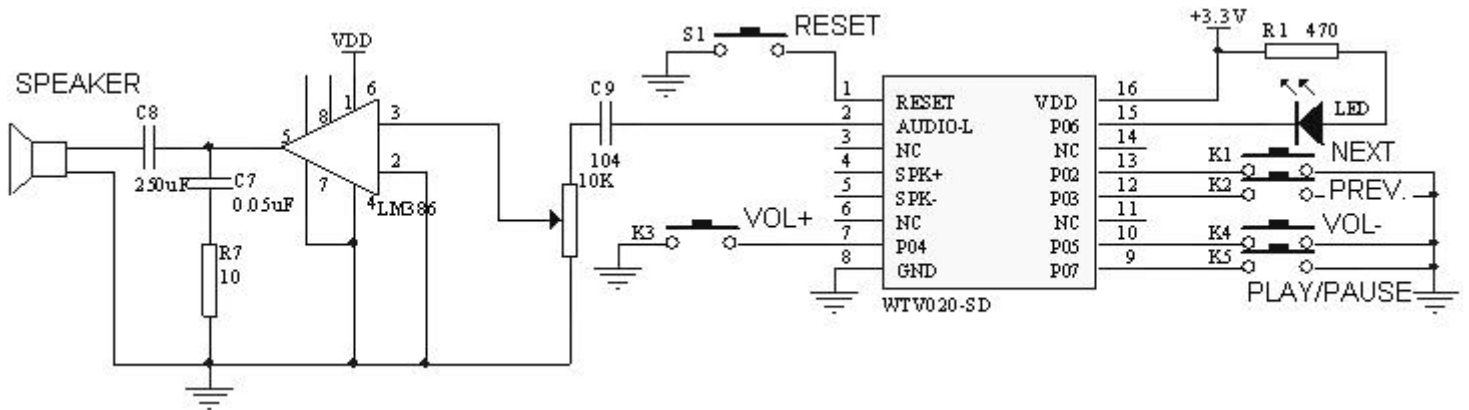 SPEAKER
C8
250uF
C7
0.05uF
R7
10
VDD
6
1
8
5
3
2
7
4
LM386
C9
104
10K
S1
RESET
K3
VOL+
1
2
3
4
5
6
7
8
RESET
AUDIO-L
NC
SPK+
SPK-
NC
P04
GND
VDD
P06
NC
P02
P03
NC
P05
P07
16
15
14
13
12
11
10
9
WTV020-SD
+3.3V
R1 470
LED
K1
NEXT
K2
PREV.
K4
VOL-
K5
PLAY/PAUSE